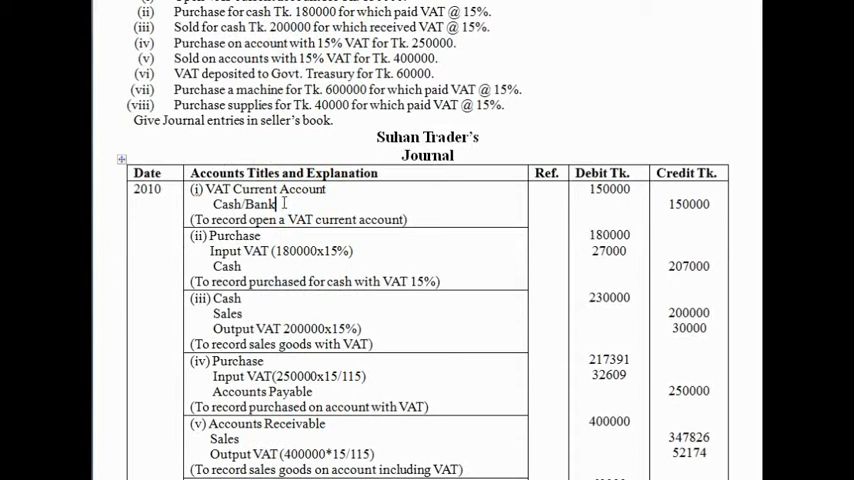 (ii) Purchase for cash Tk. 180000 for which paid VAT @ 15%.
(iii) Sold for cash Tk. 200000 for which received VAT @ 15%.
(iv) Purchase on account with 15% VAT for Tk. 250000.
(v) Sold on accounts with 15% VAT for Tk. 400000.
(vi) VAT deposited to Govt. Treasury for Tk. 60000.
(vii) Purchase a machine for Tk. 600000 for which paid VAT @ 15%.
(viii) Purchase supplies for Tk. 40000 for which paid VAT @ 15%.
Give Journal entries in seller's book.
Suhan Trader's
Journal
Date Accounts Titles and Explanation Ref. Debit Tk. Credit Tk.
2010 (i) VAT Current Account 150000
Cash/Bank 150000
(To record open a VAT current account)
(ii) Purchase 180000
Input VAT (180000x15%) 27000
Cash 207000
(To record purchased for cash with VAT 15%)
(iii) Cash 230000
Sales 200000
Output VAT 200000x15%) 30000
(To record sales goods with VAT)
(iv) Purchase 217391
Input VAT(250000x15/115) 32609
Accounts Payable 250000
(To record purchased on account with VAT)
(v) Accounts Receivable 400000
Sales 347826
Output VAT (400000*15/115) 52174
(To record sales goods on account including VAT)